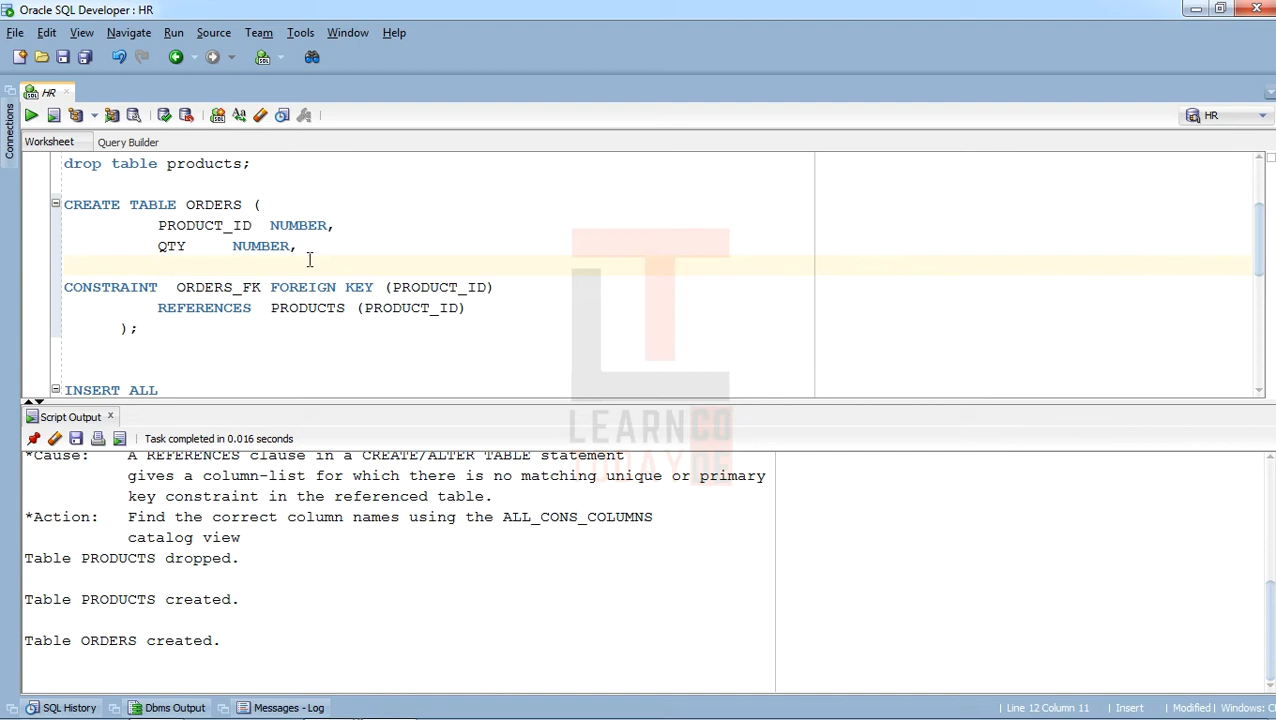 Oracle SQL Developer : HR
File Edit View Navigate Run Source Team Tools Window Help
HR
HR
Connections
Worksheet Query Builder
drop table products;
CREATE TABLE ORDERS (
PRODUCT_ID NUMBER,
QTY NUMBER,
CONSTRAINT ORDERS_FK FOREIGN KEY (PRODUCT_ID)
REFERENCES PRODUCTS (PRODUCT_ID)
);
INSERT ALL
LEARNCO
TODAY
Script Output x
Task completed in 0.016 seconds
*Cause: A REFERENCES clause in a CREATE/ALTER TABLE statement
gives a column-list for which there is no matching unique or primary
key constraint in the referenced table.
*Action: Find the correct column names using the ALL_CONS_COLUMNS
catalog view
Table PRODUCTS dropped.
Table PRODUCTS created.
Table ORDERS created.
SQL History Dbms Output Messages - Log
Line 12 Column 11 Insert Modified Windows: C